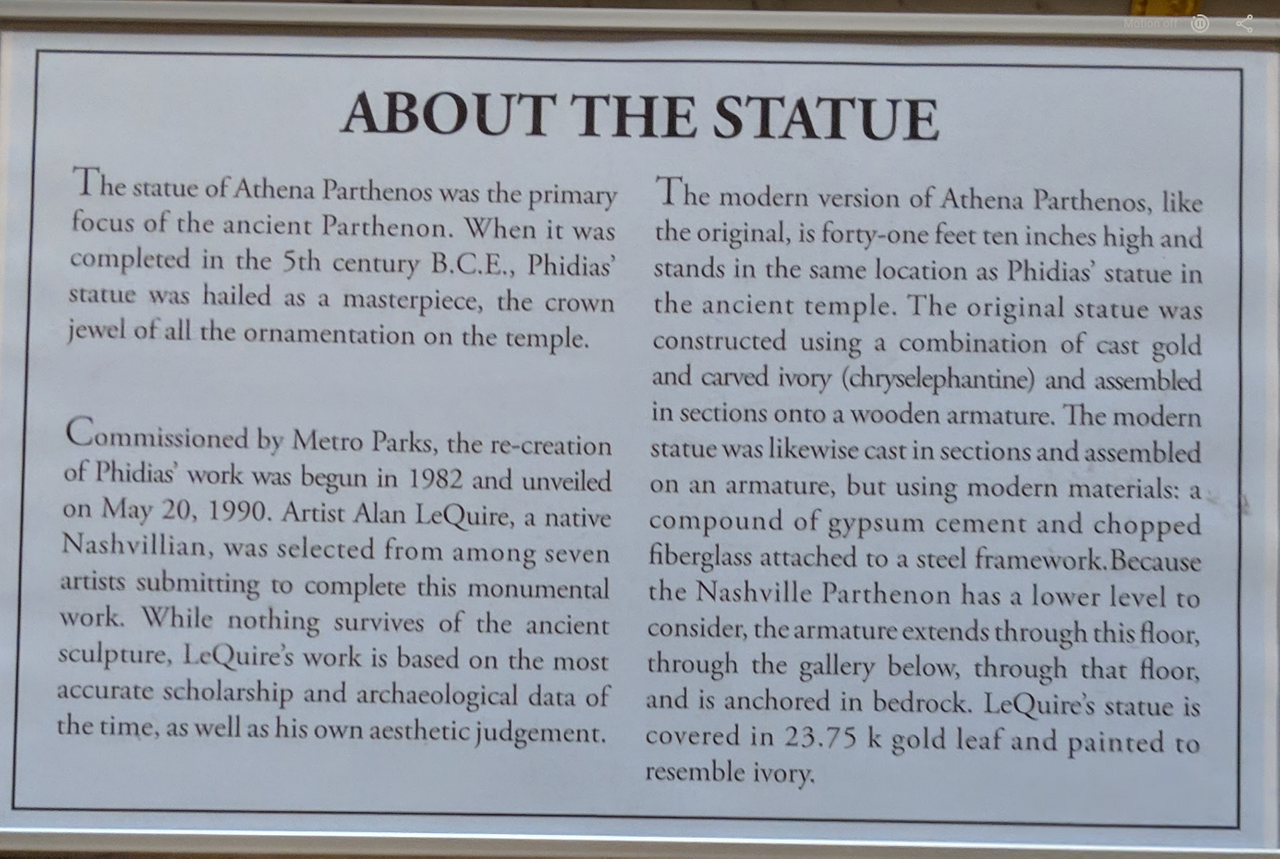 Motion off
ABOUT THE STATUE
The statue of Athena Parthenos was the primary
focus of the ancient Parthenon. When it was
completed in the 5th century B.C.E., Phidias'
statue was hailed as a masterpiece, the crown
jewel of all the ornamentation on the temple.
Commissioned by Metro Parks, the re-creation
of Phidias' work was begun in 1982 and unveiled
on May 20, 1990. Artist Alan LeQuire, a native
Nashvillian, was selected from among seven
artists submitting to complete this monumental
work. While nothing survives of the ancient
sculpture, LeQuire's work is based on the most
accurate scholarship and archaeological data of
the time, as well as his own aesthetic judgement.
The modern version of Athena Parthenos, like
the original, is forty-one feet ten inches high and
stands in the same location as Phidias' statue in
the ancient temple. The original statue was
constructed using a combination of cast gold
and carved ivory (chryselephantine) and assembled
in sections onto a wooden armature. The modern
statue was likewise cast in sections and assembled
on an armature, but using modern materials: a
compound of gypsum cement and chopped
fiberglass attached to a steel framework.Because
the Nashville Parthenon has a lower level to
consider, the armature extends through this floor,
through the gallery below, through that floor,
and is anchored in bedrock. LeQuire's statue is
covered in 23.75 k gold leaf and painted to
resemble ivory.